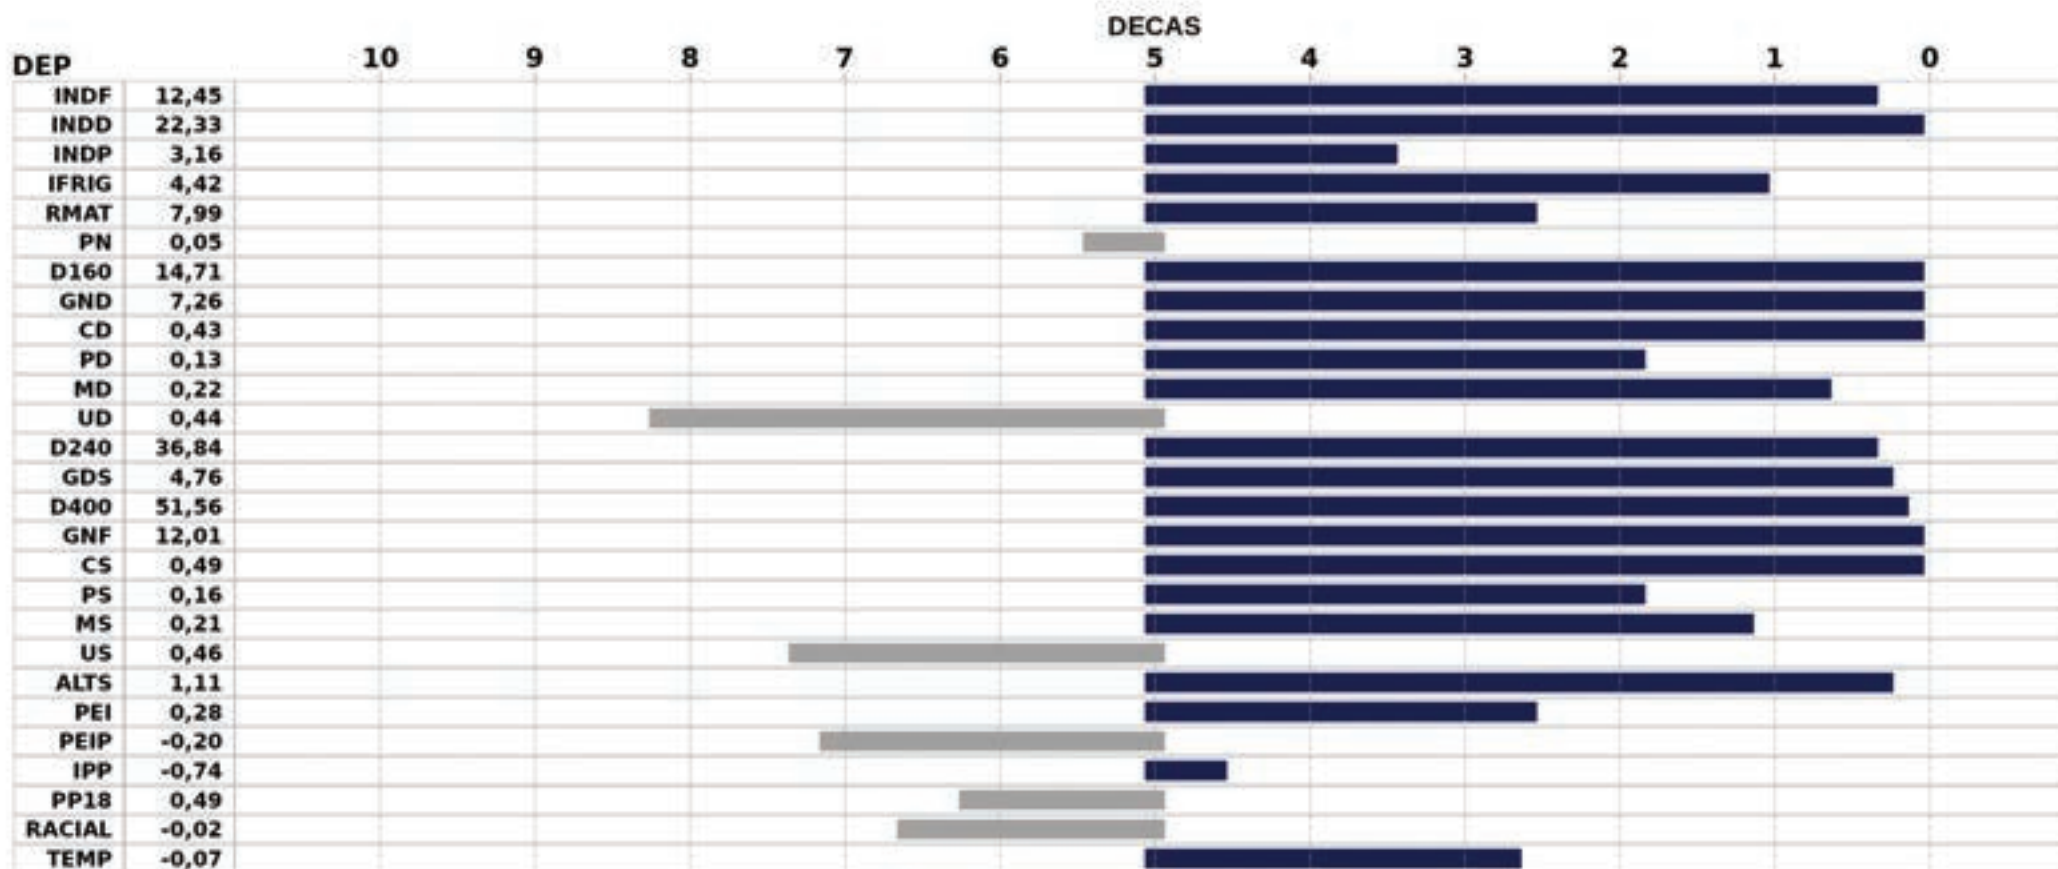 DECAS
DEP 10 9 8 7 6 5 4 3 2 1 0
INDF 12,45
INDD 22,33
INDP 3,16
IFRIG 4,42
RMAT 7,99
PN 0,05
D160 14,71
GND 7,26
CD 0,43
PD 0,13
MD 0,22
UD 0,44
D240 36,84
GDS 4,76
D400 51,56
GNF 12,01
CS 0,49
PS 0,16
MS 0,21
US 0,46
ALTS 1,11
PEI 0,28
PEIP -0,20
IPP -0,74
PP18 0,49
RACIAL -0,02
TEMP -0,07